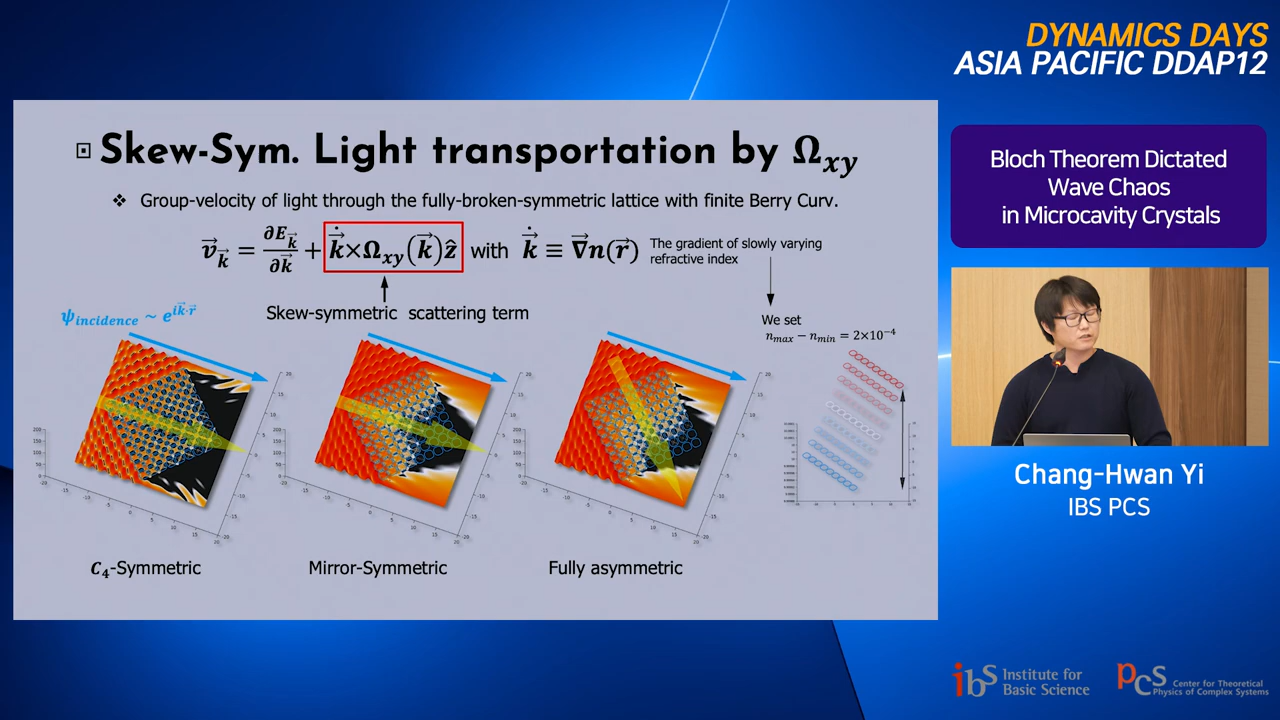 DYNAMICS DAYS
ASIA PACIFIC DDAP12
Skew-Sym. Light transportation by Ωₓᵧ
❖ Group-velocity of light through the fully-broken-symmetric lattice with finite Berry Curv.
v⃗_k⃗ = ∂E_k⃗/∂k⃗ + k⃗̇×Ωₓᵧ(k⃗)ẑ with k⃗̇ ≡ ∇⃗n(r⃗)
The gradient of slowly varying
refractive index
Skew-symmetric scattering term
ψ_incidence ~ e^{ik⃗·r⃗}
We set
n_max − n_min = 2×10⁻⁴
C₄-Symmetric
Mirror-Symmetric
Fully asymmetric
Bloch Theorem Dictated
Wave Chaos
in Microcavity Crystals
Chang-Hwan Yi
IBS PCS
ibS Institute for
Basic Science
PCS Center for Theoretical
Physics of Complex Systems